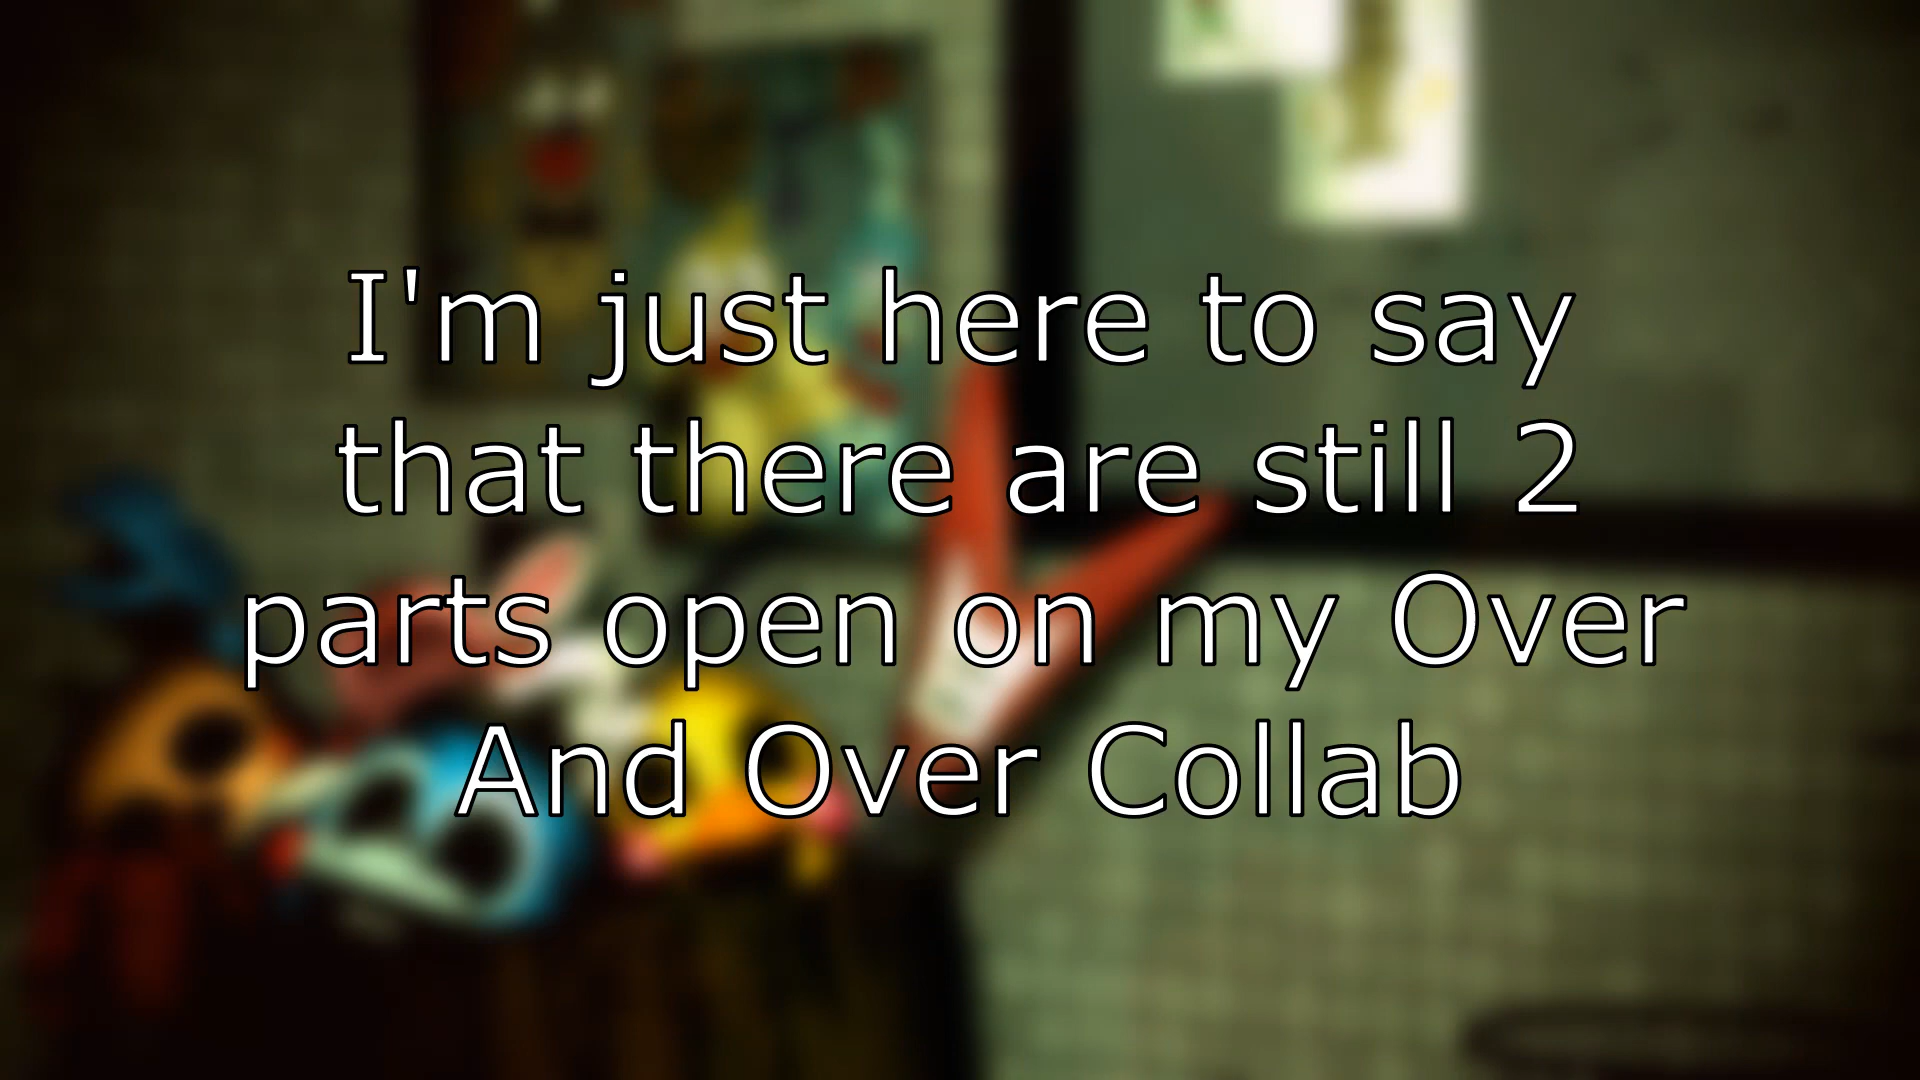 I'm just here to say
that there are still 2
parts open on my Over
And Over Collab